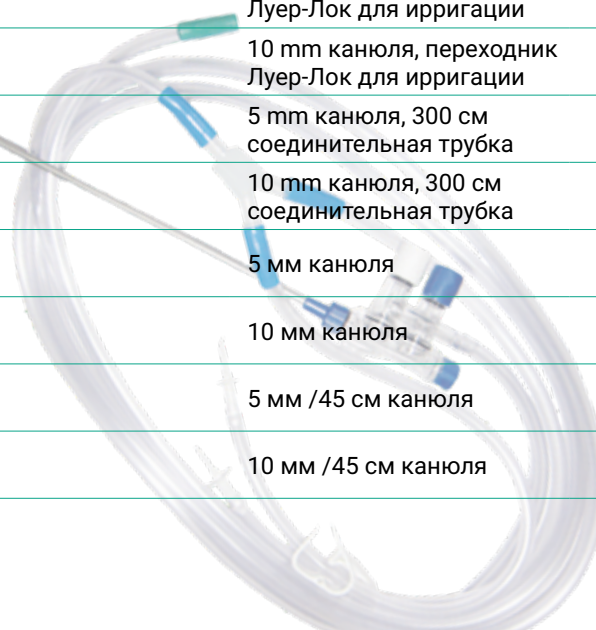 Луер-Лок для ирригации
10 mm канюля, переходник
Луер-Лок для ирригации
5 mm канюля, 300 см
соединительная трубка
10 mm канюля, 300 см
соединительная трубка
5 мм канюля
10 мм канюля
5 мм /45 см канюля
10 мм /45 см канюля